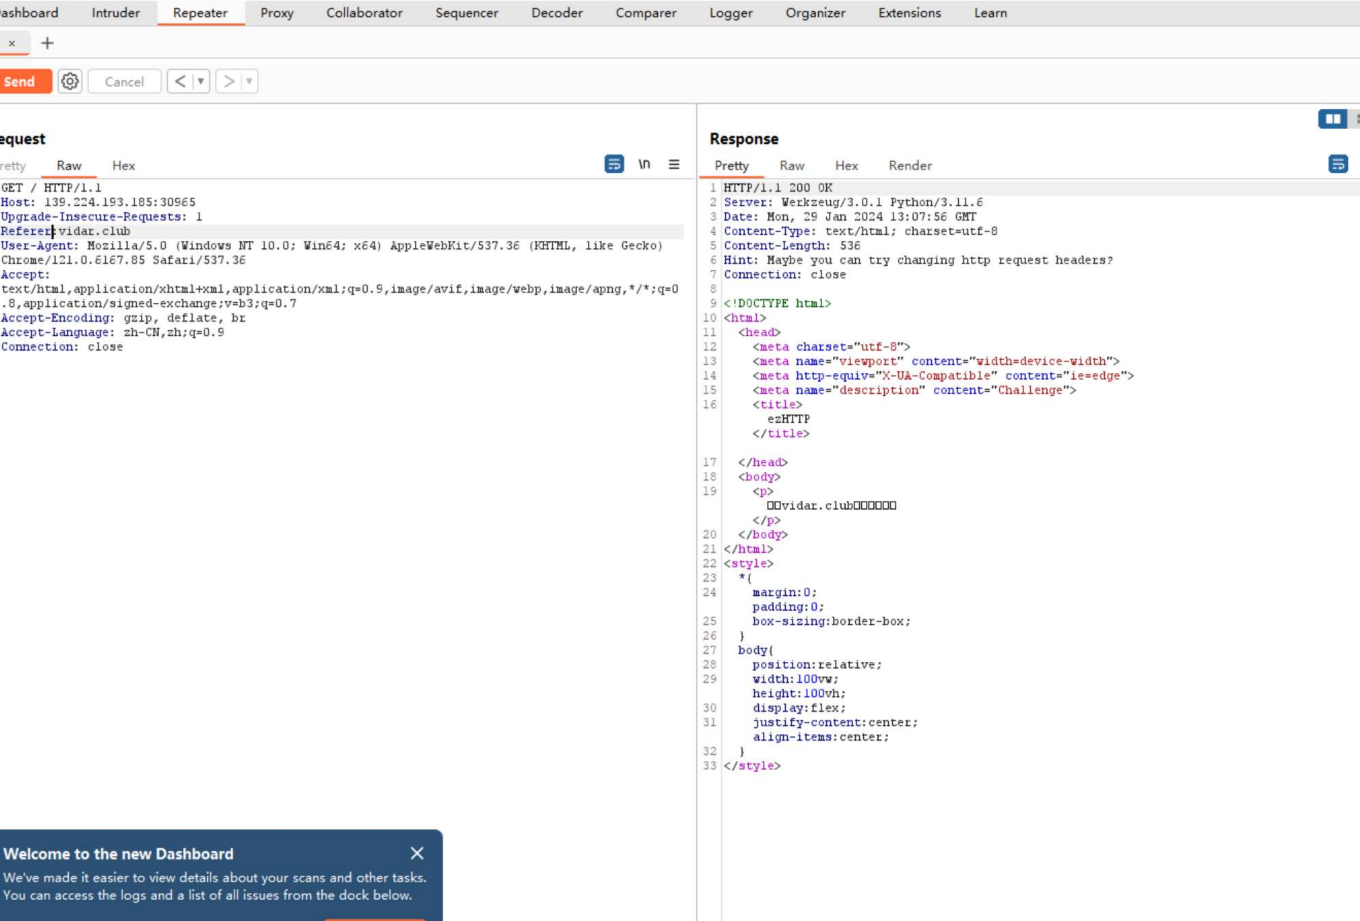 ashboard Intruder Repeater Proxy Collaborator Sequencer Decoder Comparer Logger Organizer Extensions Learn
× +
Send Cancel < >
equest
retty Raw Hex \n
GET / HTTP/1.1
Host: 139.224.193.185:30965
Upgrade-Insecure-Requests: 1
Referer:vidar.club
User-Agent: Mozilla/5.0 (Windows NT 10.0; Win64; x64) AppleWebKit/537.36 (KHTML, like Gecko)
Chrome/121.0.6167.85 Safari/537.36
Accept:
text/html,application/xhtml+xml,application/xml;q=0.9,image/avif,image/webp,image/apng,*/*;q=0
.8,application/signed-exchange;v=b3;q=0.7
Accept-Encoding: gzip, deflate, br
Accept-Language: zh-CN,zh;q=0.9
Connection: close
Response
Pretty Raw Hex Render
1 HTTP/1.1 200 OK
2 Server: Werkzeug/3.0.1 Python/3.11.6
3 Date: Mon, 29 Jan 2024 13:07:56 GMT
4 Content-Type: text/html; charset=utf-8
5 Content-Length: 536
6 Hint: Maybe you can try changing http request headers?
7 Connection: close
8
9 <!DOCTYPE html>
10 <html>
11 <head>
12 <meta charset="utf-8">
13 <meta name="viewport" content="width=device-width">
14 <meta http-equiv="X-UA-Compatible" content="ie=edge">
15 <meta name="description" content="Challenge">
16 <title>
ezHTTP
</title>
17 </head>
18 <body>
19 <p>
□□vidar.club□□□□□□
</p>
20 </body>
21 </html>
22 <style>
23 *{
24 margin:0;
padding:0;
25 box-sizing:border-box;
26 }
27 body{
28 position:relative;
29 width:100vw;
height:100vh;
30 display:flex;
31 justify-content:center;
align-items:center;
32 }
33 </style>
Welcome to the new Dashboard ×
We've made it easier to view details about your scans and other tasks.
You can access the logs and a list of all issues from the dock below.